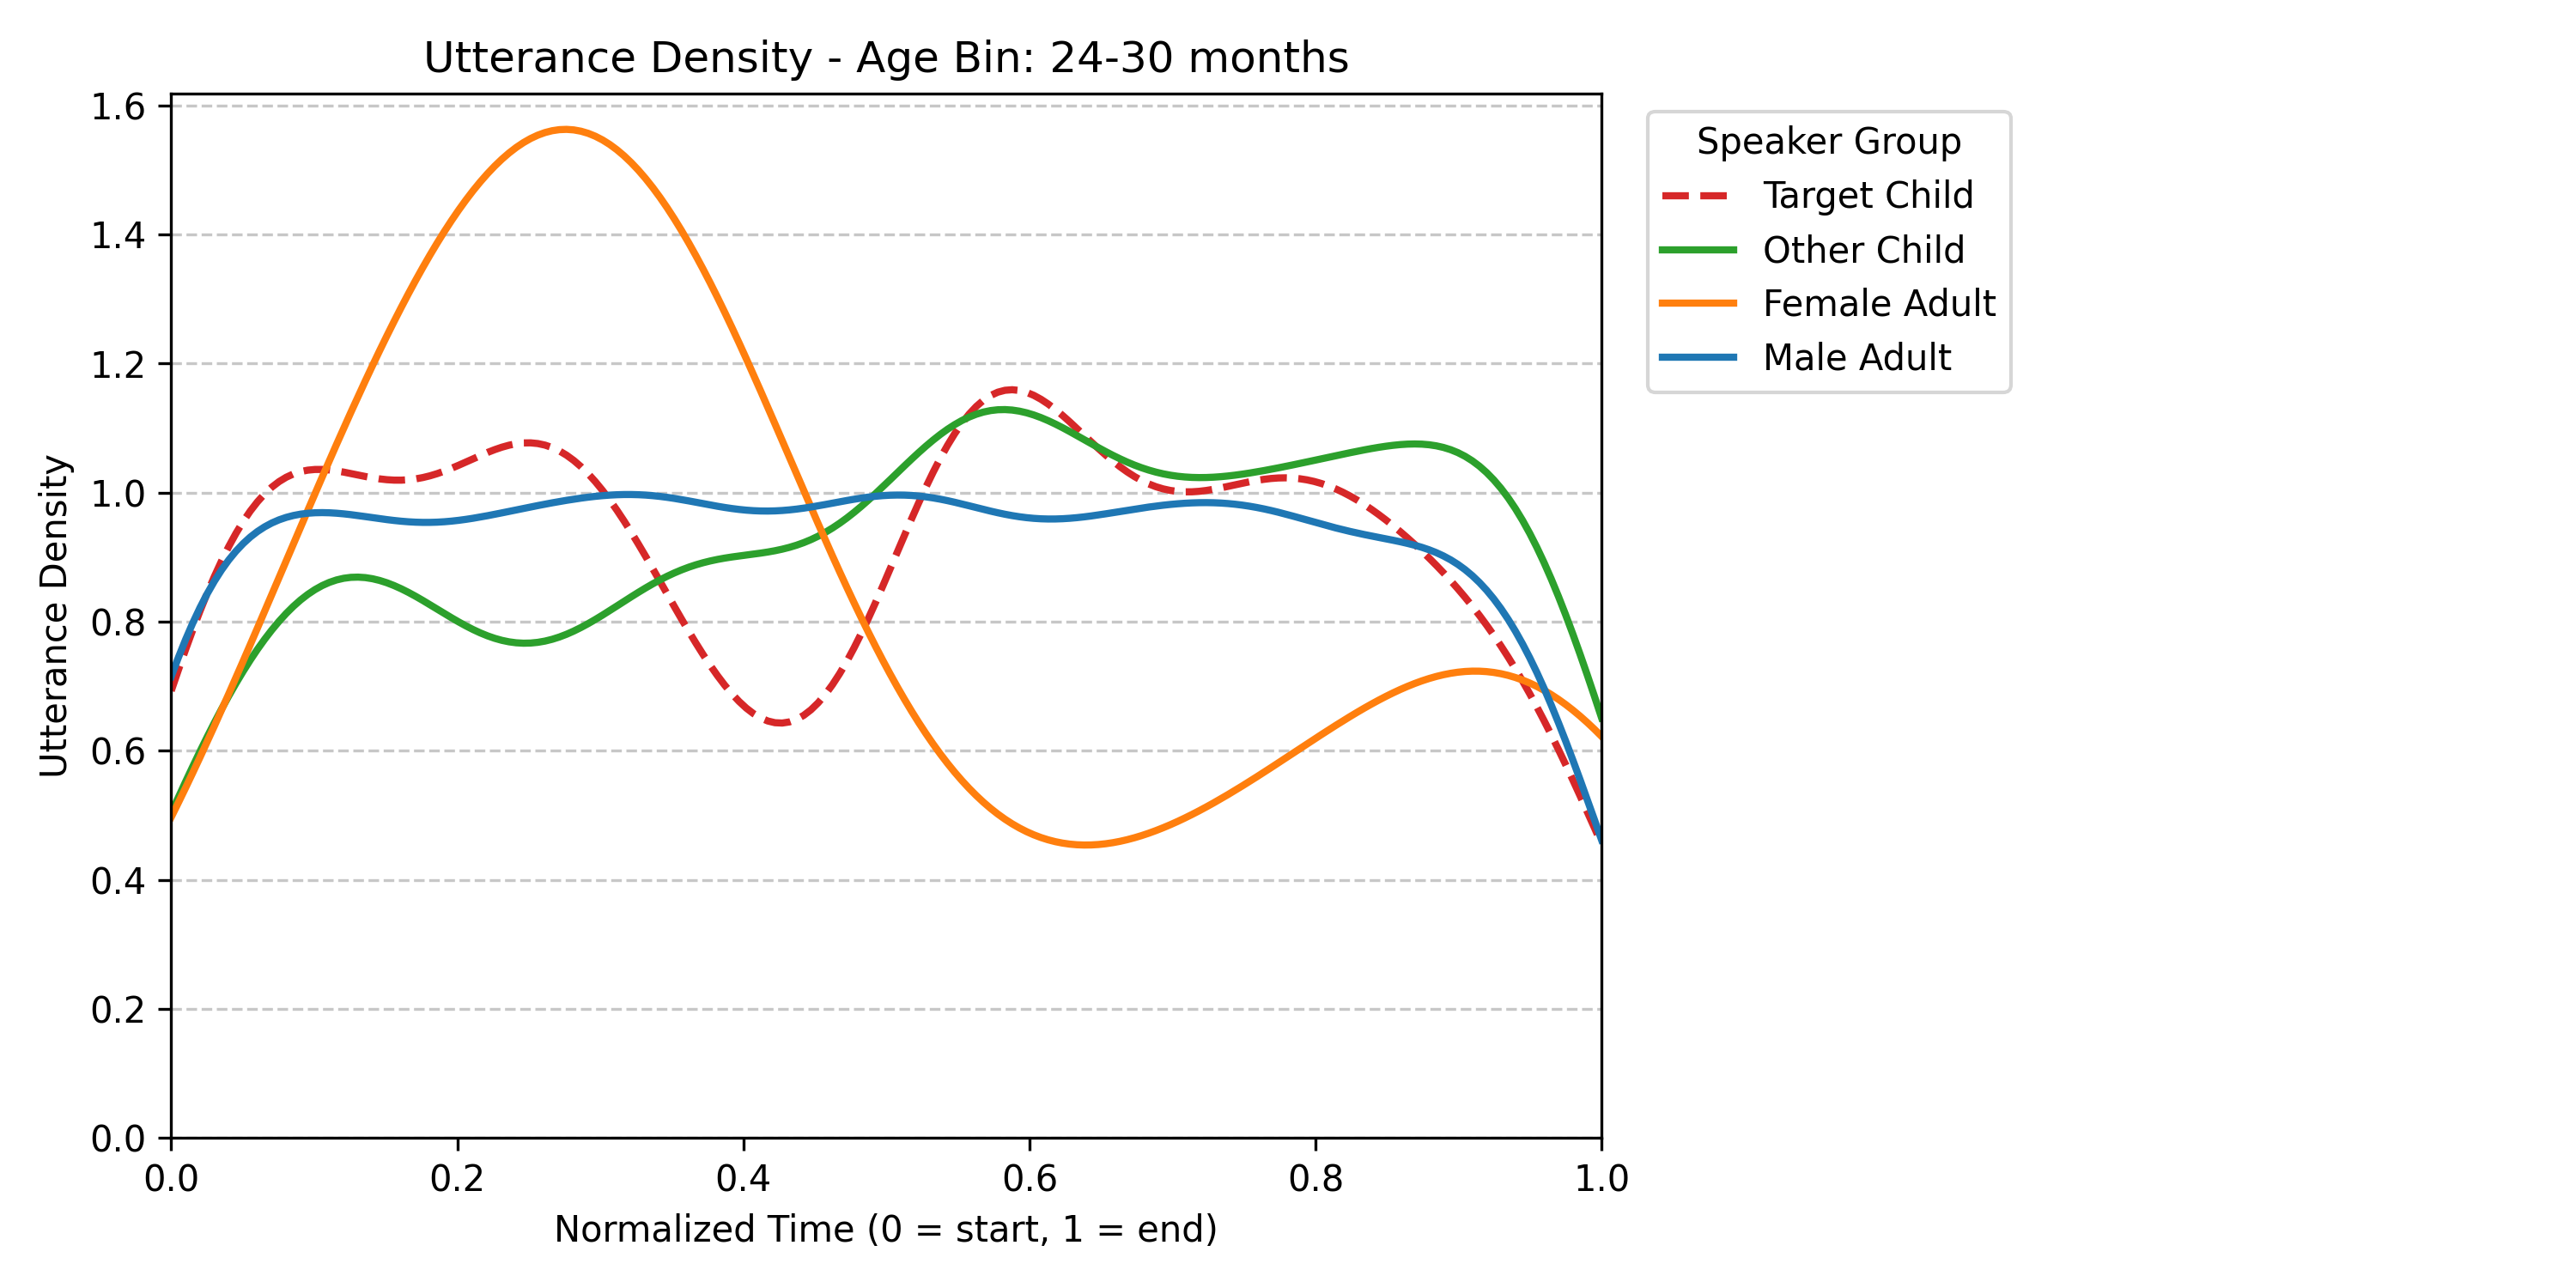 Utterance Density - Age Bin: 24-30 months
1.6
1.4
1.2
1.0
0.8
0.6
0.4
0.2
0.0
Utterance Density
0.0 0.2 0.4 0.6 0.8 1.0
Normalized Time (0 = start, 1 = end)
Speaker Group
Target Child
Other Child
Female Adult
Male Adult